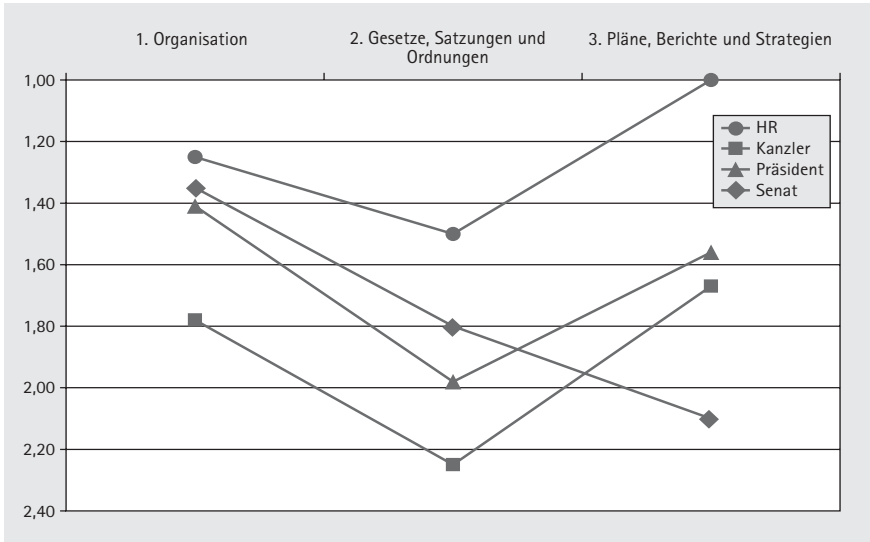 1. Organisation
2. Gesetze, Satzungen und
Ordnungen
3. Pläne, Berichte und Strategien
1,00
1,20
1,40
1,60
1,80
2,00
2,20
2,40
HR
Kanzler
Präsident
Senat